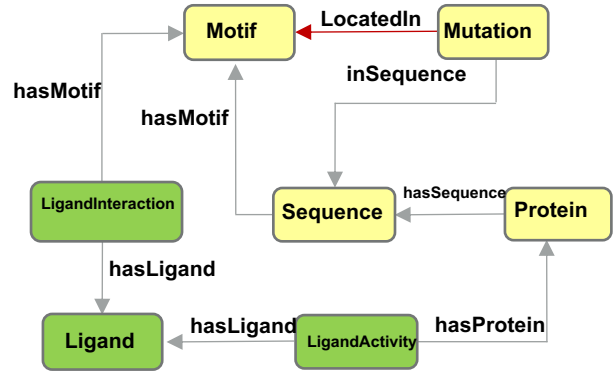 LocatedIn
Motif
Mutation
inSequence
hasMotif
hasMotif
LigandInteraction
hasSequence
Sequence
Protein
hasLigand
hasLigand
hasProtein
Ligand
LigandActivity